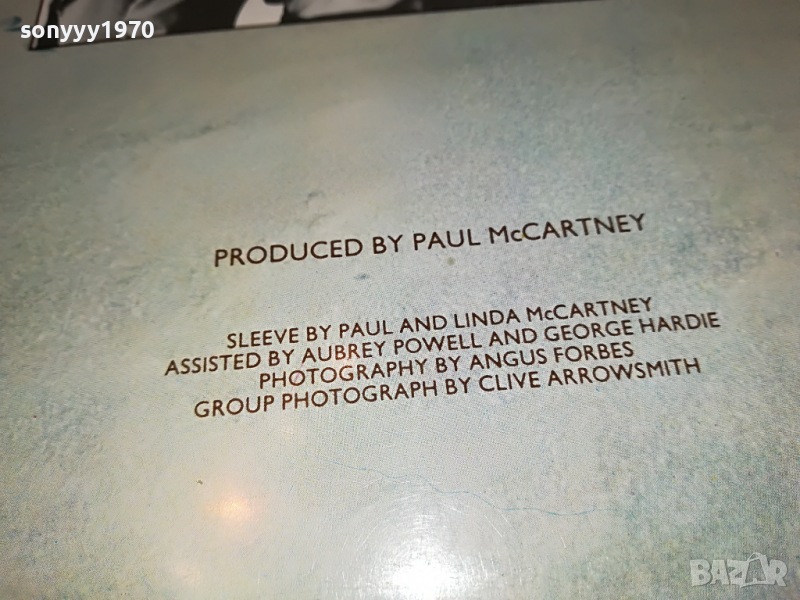 sonyyy1970
PRODUCED BY PAUL McCARTNEY
SLEEVE BY PAUL AND LINDA McCARTNEY
ASSISTED BY AUBREY POWELL AND GEORGE HARDIE
PHOTOGRAPHY BY ANGUS FORBES
GROUP PHOTOGRAPH BY CLIVE ARROWSMITH
BAZAR